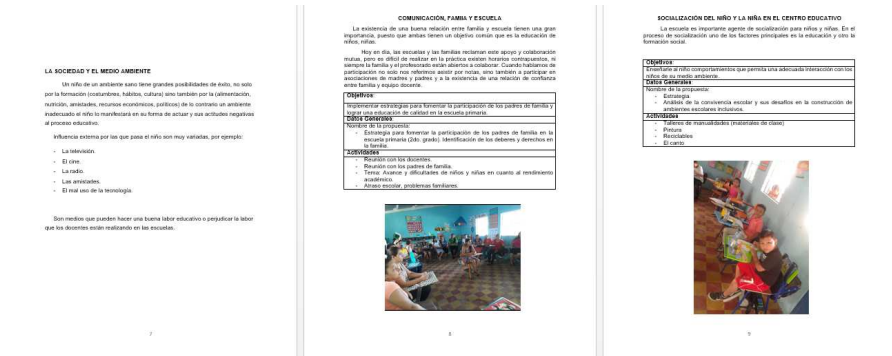 LA SOCIEDAD Y EL MEDIO AMBIENTE
Un niño de un ambiente sano tiene grandes posibilidades de éxito, no solo
por la formación (costumbres, hábitos, cultura) sino también por la (alimentación,
nutrición, amistades, recursos económicos, políticos) de lo contrario un ambiente
inadecuado el niño lo manifestará en su forma de actuar y sus actitudes negativas
al proceso educativo.
Influencia externa por las que pasa el niño son muy variadas, por ejemplo:
- La televisión.
- El cine.
- La radio.
- Las amistades.
- El mal uso de la tecnología.
Son medios que pueden hacer una buena labor educativa o perjudicar la labor
que los docentes están realizando en las escuelas.
7
COMUNICACIÓN, FAMILIA Y ESCUELA
La existencia de una buena relación entre familia y escuela tienen una gran
importancia, puesto que ambas tienen un objetivo común que es la educación de
niños, niñas.
Hoy en día, las escuelas y las familias reclaman este apoyo y colaboración
mutua, pero es difícil de realizar en la práctica existen horarios contrapuestos, ni
siempre la familia y el profesorado están abiertos a colaborar. Cuando hablamos de
participación no solo nos referimos asistir por notas, sino también a participar en
asociaciones de madres y padres y a la existencia de una relación de confianza
entre familia y equipo docente.
Objetivos:
Implementar estrategias para fomentar la participación de los padres de familia y
lograr una educación de calidad en la escuela primaria.
Datos Generales:
Nombre de la propuesta:
- Estrategia para fomentar la participación de los padres de familia en la
escuela primaria (2do. grado). Identificación de los deberes y derechos en
la familia.
Actividades
- Reunión con los docentes.
- Reunión con los padres de familia.
- Tema: Avance y dificultades de niños y niñas en cuanto al rendimiento
académico.
- Atraso escolar, problemas familiares.
8
SOCIALIZACIÓN DEL NIÑO Y LA NIÑA EN EL CENTRO EDUCATIVO
La escuela es importante agente de socialización para niños y niñas. En el
proceso de socialización uno de los factores principales es la educación y otro la
formación social.
Objetivos:
Enseñarle al niño comportamientos que permita una adecuada interacción con los
niños de su medio ambiente.
Datos Generales:
Nombre de la propuesta:
- Estrategia.
- Análisis de la convivencia escolar y sus desafíos en la construcción de
ambientes escolares inclusivos.
Actividades
- Talleres de manualidades (materiales de clase)
- Pintura
- Reciclables
- El canto
9